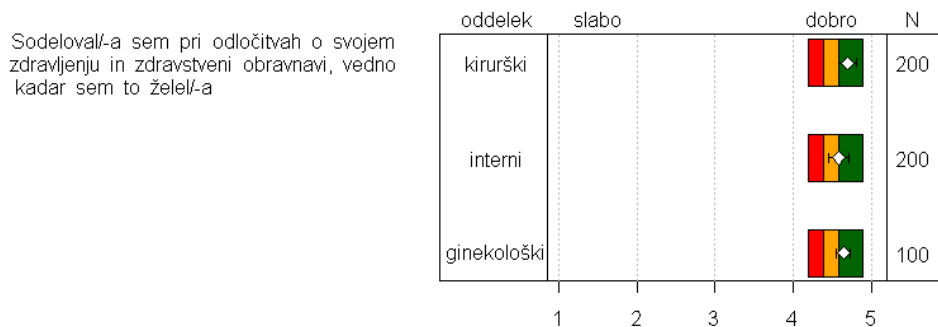 oddelek slabo dobro N
Sodeloval/-a sem pri odločitvah o svojem
zdravljenju in zdravstveni obravnavi, vedno
kadar sem to želel/-a
kirurški 200
interni 200
ginekološki 100
1 2 3 4 5